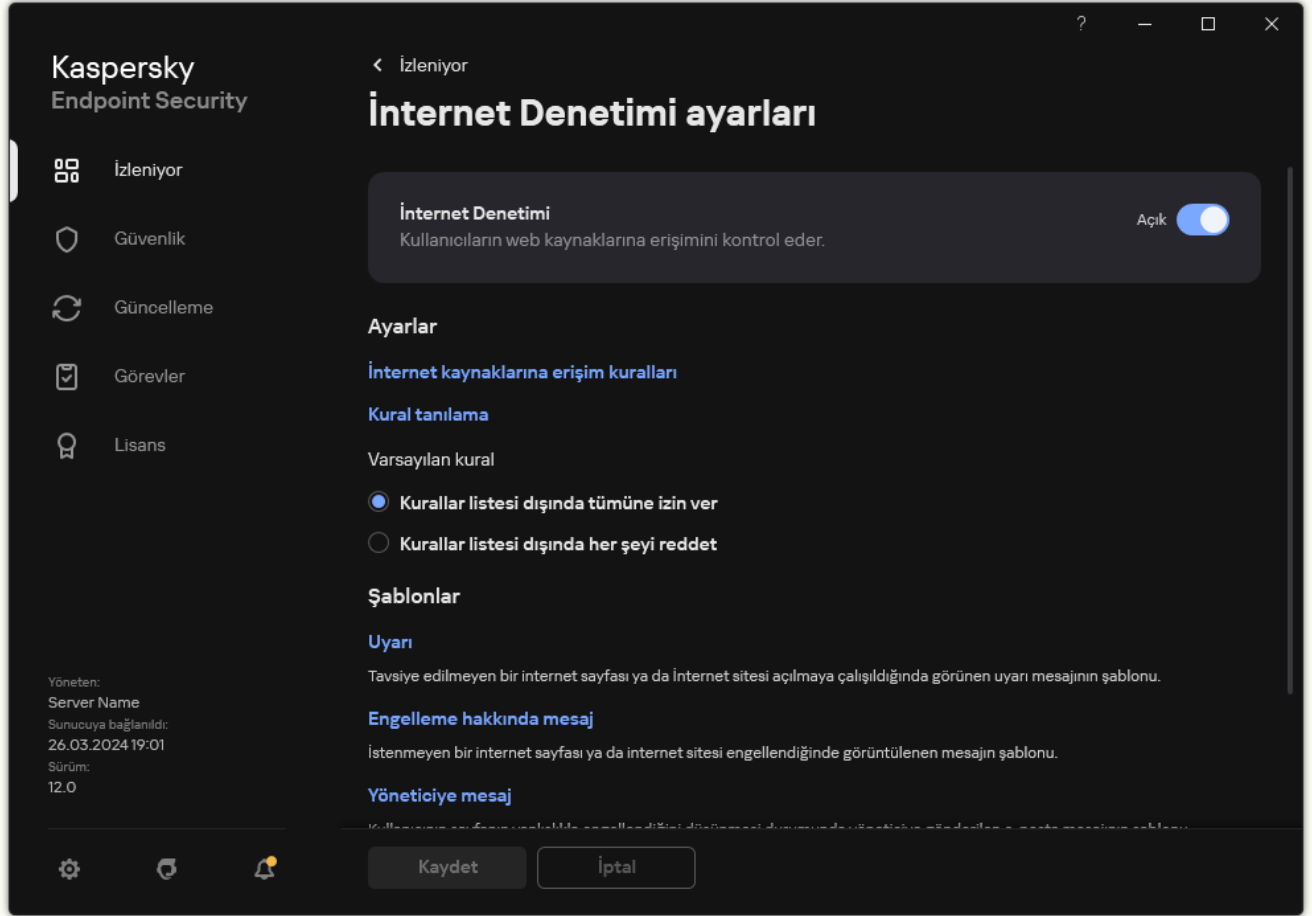 ?
Kaspersky
Endpoint Security
İzleniyor
Güvenlik
Güncelleme
Görevler
Lisans
Yöneten:
Server Name
Sunucuya bağlanıldı:
26.03.2024 19:01
Sürüm:
12.0
İzleniyor
İnternet Denetimi ayarları
İnternet Denetimi
Kullanıcıların web kaynaklarına erişimini kontrol eder.
Açık
Ayarlar
İnternet kaynaklarına erişim kuralları
Kural tanılama
Varsayılan kural
Kurallar listesi dışında tümüne izin ver
Kurallar listesi dışında her şeyi reddet
Şablonlar
Uyarı
Tavsiye edilmeyen bir internet sayfası ya da İnternet sitesi açılmaya çalışıldığında görünen uyarı mesajının şablonu.
Engelleme hakkında mesaj
İstenmeyen bir internet sayfası ya da internet sitesi engellendiğinde görüntülenen mesajın şablonu.
Yöneticiye mesaj
Kaydet
İptal